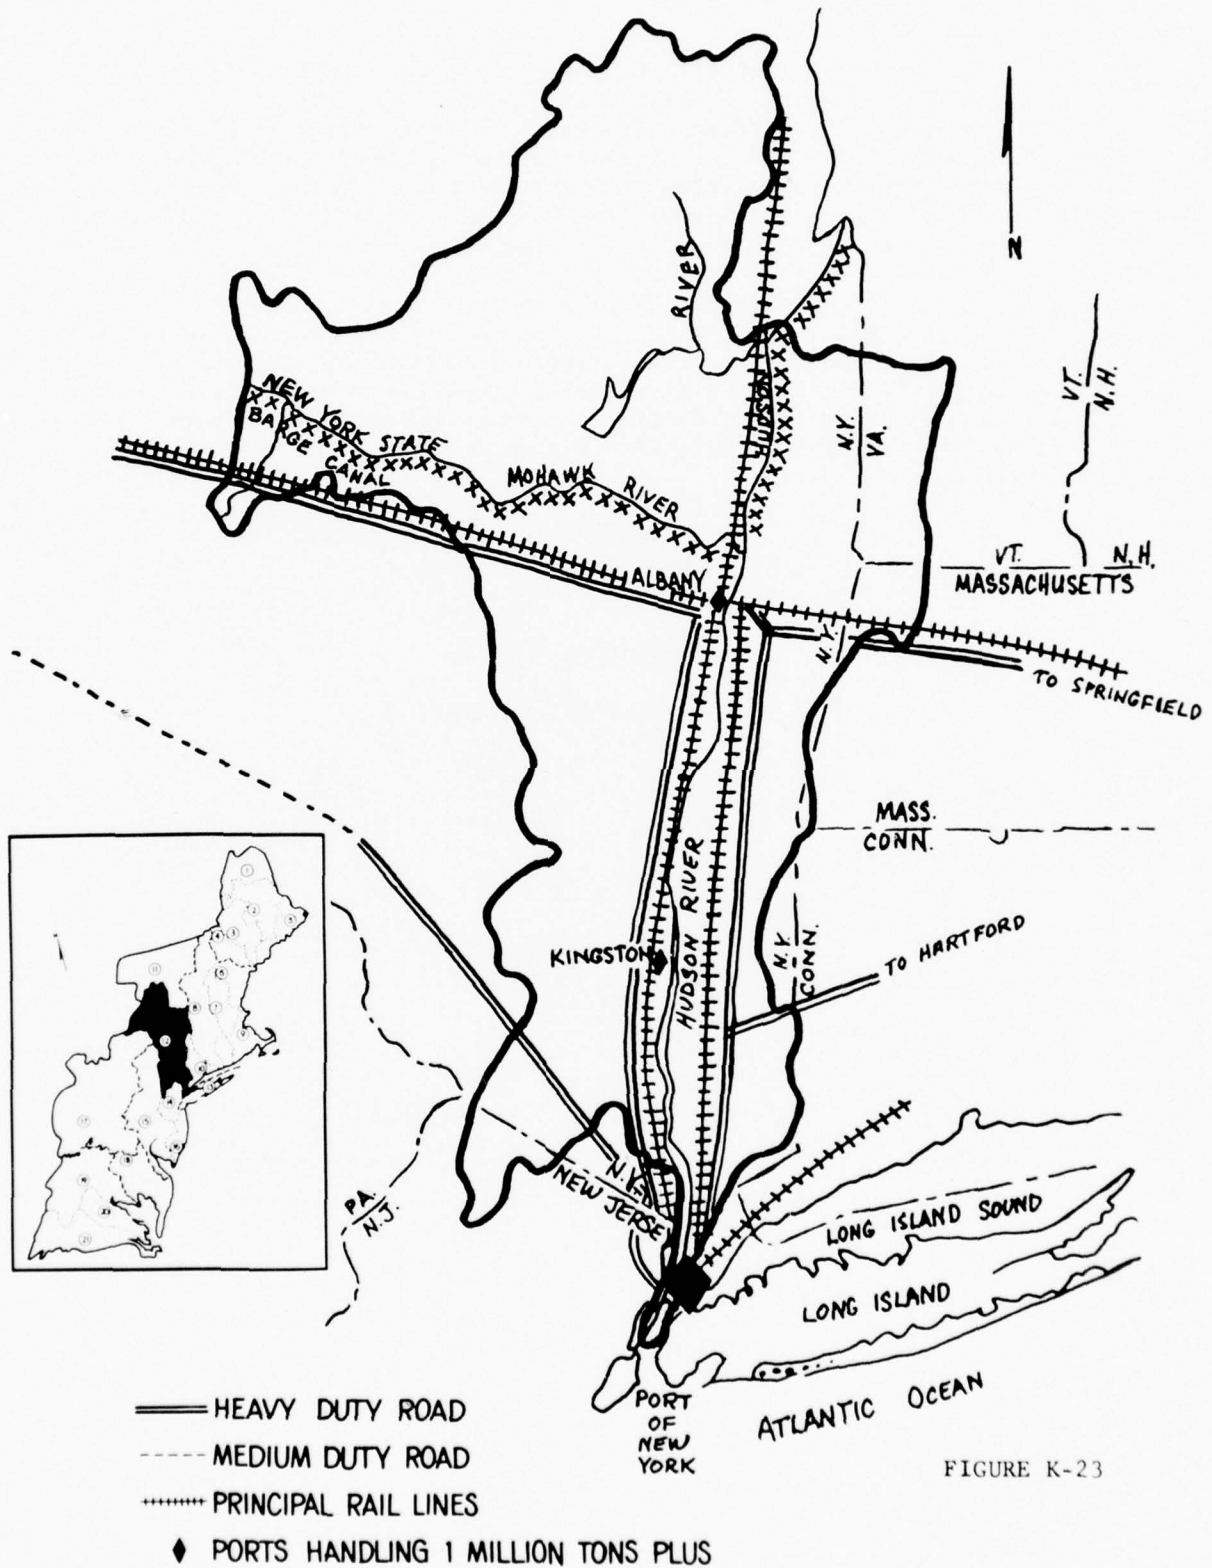 N
RIVER
HUDSON
NEW YORK STATE
BARGE CANAL
MOHAWK RIVER
N.Y.
VA.
VT.
N.H.
VT. N.H.
MASSACHUSETTS
ALBANY
N.Y.
TO SPRINGFIELD
MASS.
CONN.
KINGSTON
HUDSON RIVER
N.Y.
CONN.
TO HARTFORD
PA.
N.J.
N.Y.
NEW JERSE
LONG ISLAND SOUND
LONG ISLAND
ATLANTIC OCEAN
PORT
OF
NEW
YORK
HEAVY DUTY ROAD
MEDIUM DUTY ROAD
PRINCIPAL RAIL LINES
PORTS HANDLING 1 MILLION TONS PLUS
FIGURE K-23